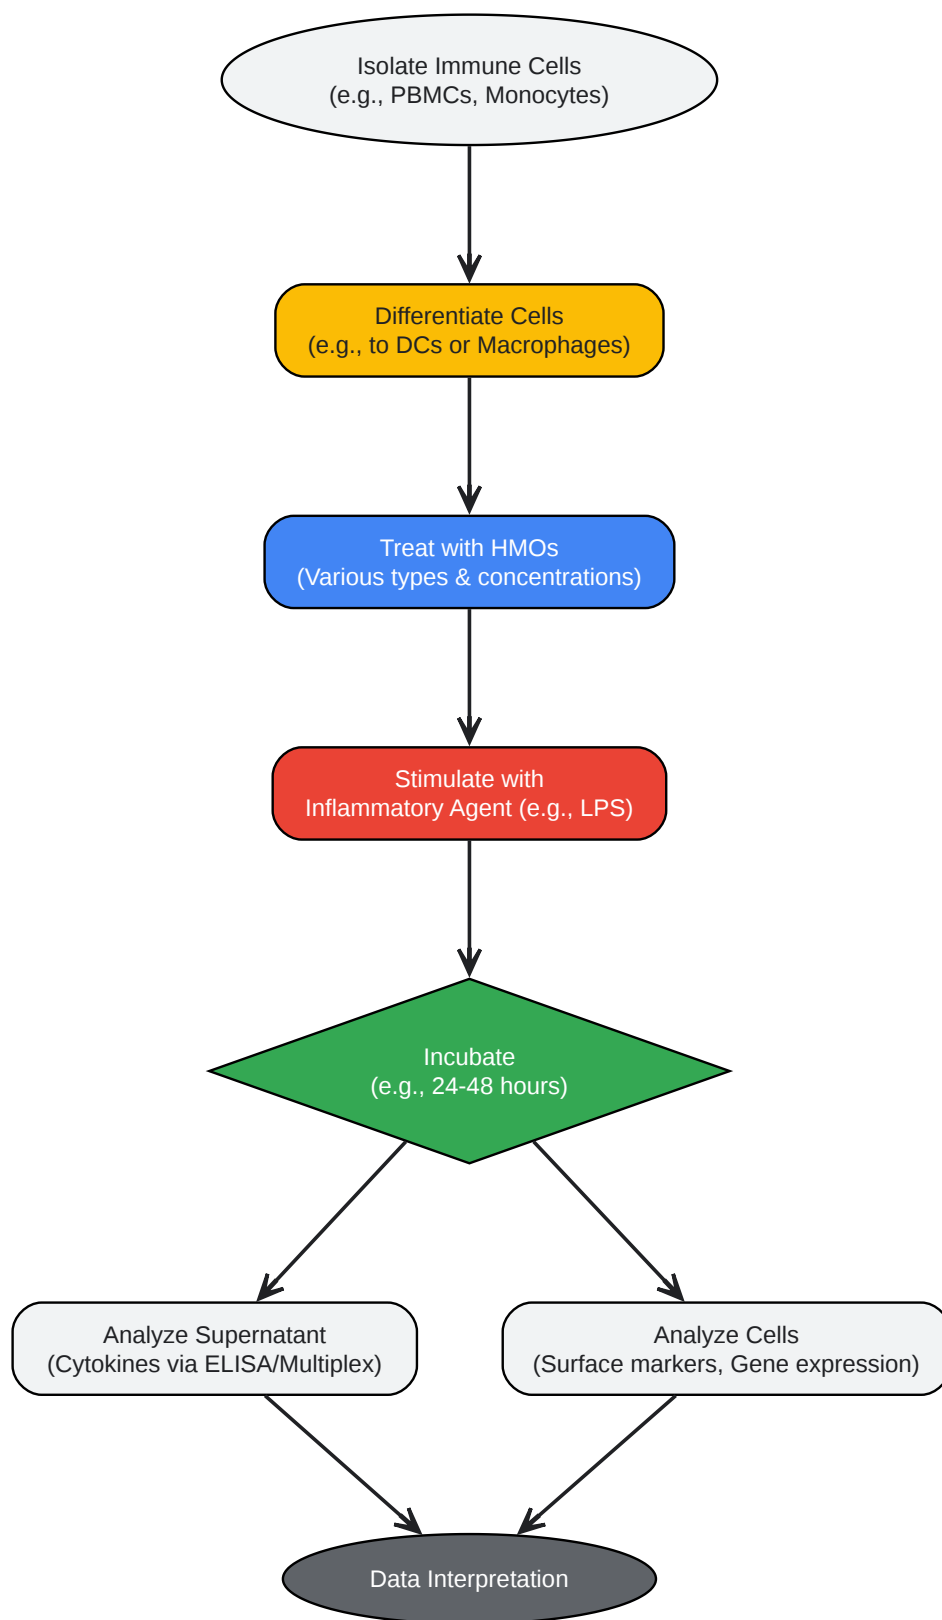 Isolate Immune Cells
(e.g., PBMCs, Monocytes)
Differentiate Cells
(e.g., to DCs or Macrophages)
Treat with HMOs
(Various types & concentrations)
Stimulate with
Inflammatory Agent (e.g., LPS)
Incubate
(e.g., 24-48 hours)
Analyze Supernatant
(Cytokines via ELISA/Multiplex)
Analyze Cells
(Surface markers, Gene expression)
Data Interpretation